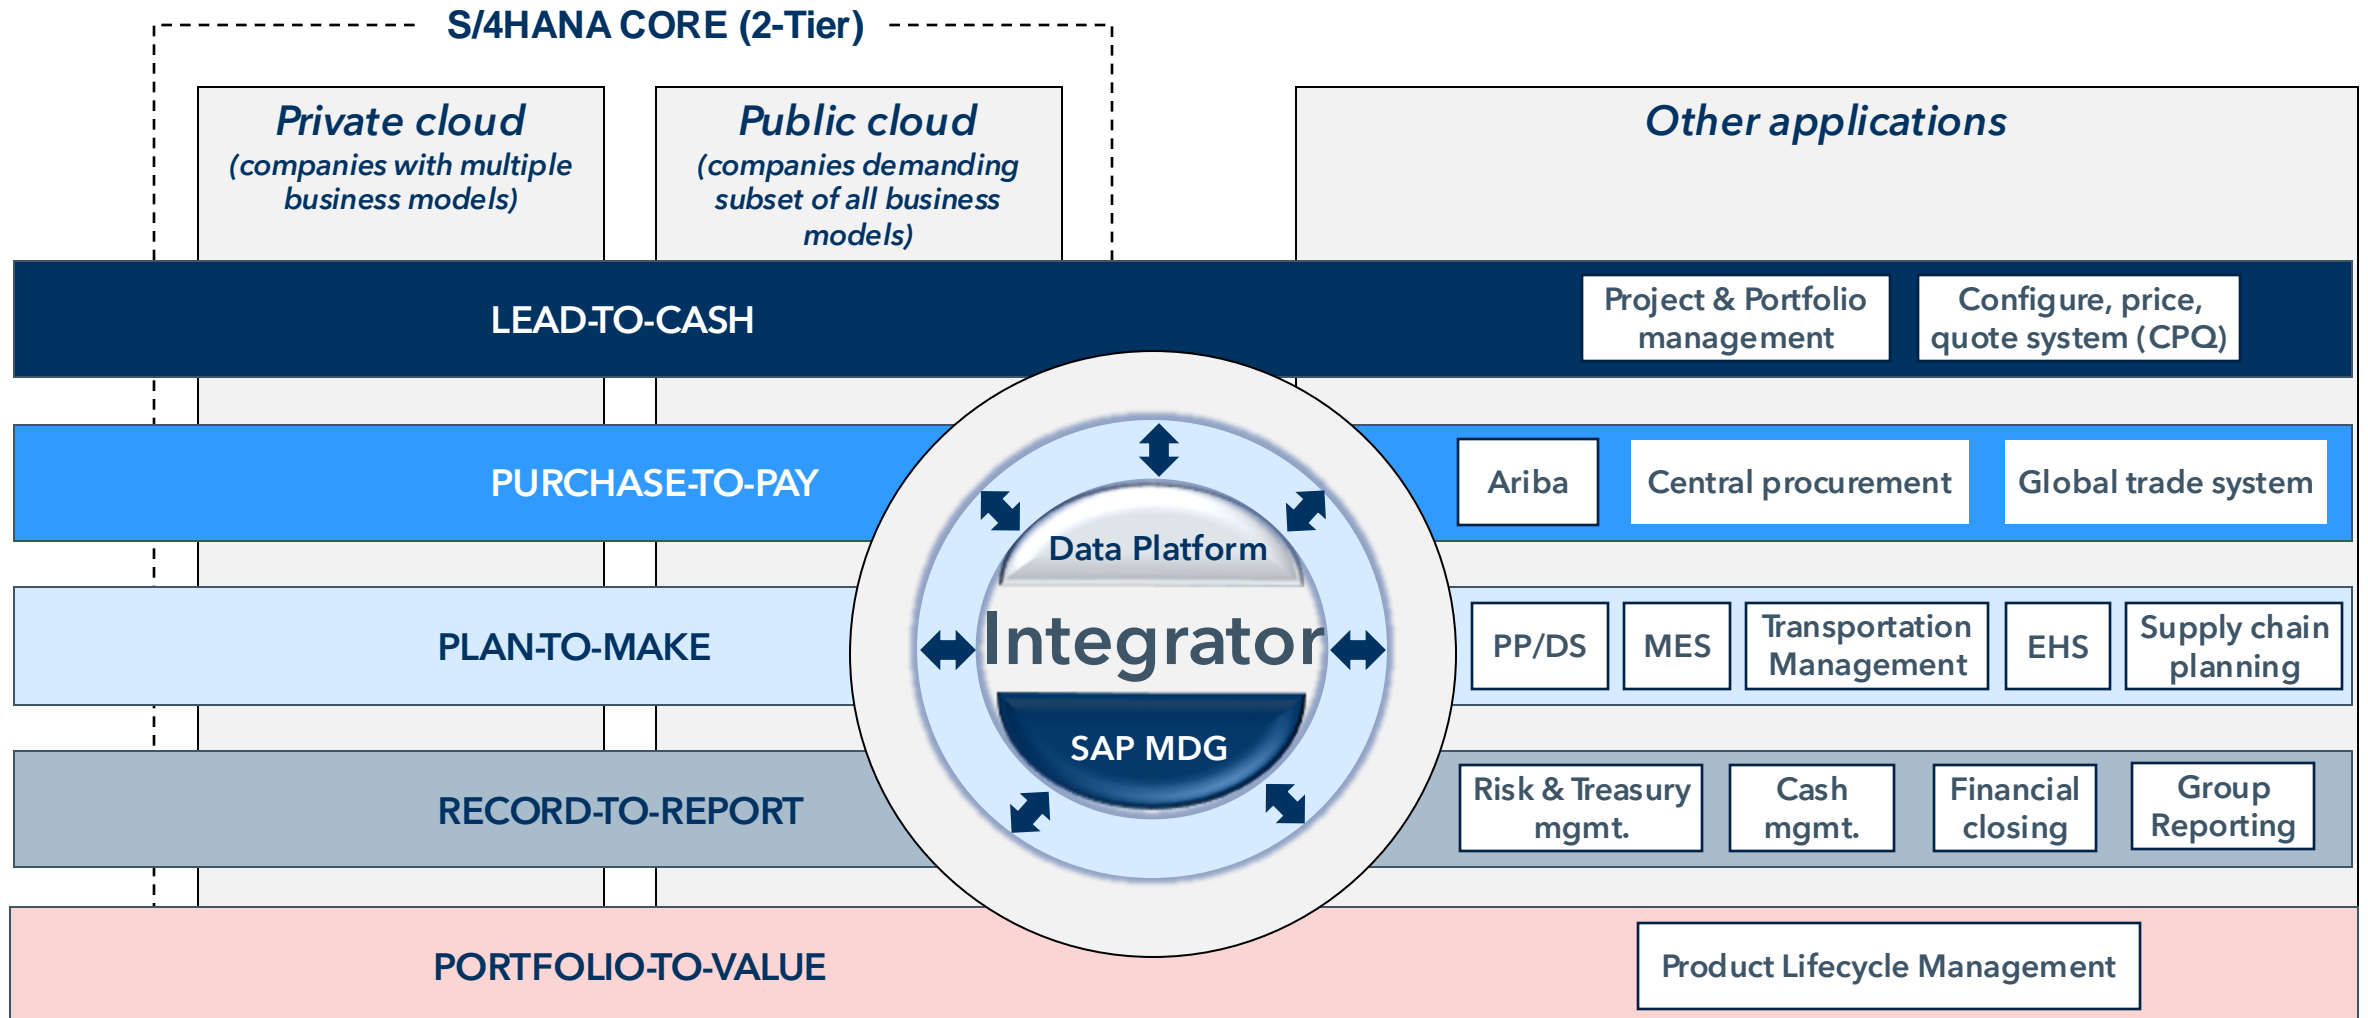 S/4HANA CORE (2-Tier)
Private cloud
(companies with multiple
business models)
Public cloud
(companies demanding
subset of all business
models)
Other applications
LEAD-TO-CASH
Project & Portfolio
management
Configure, price,
quote system (CPQ)
PURCHASE-TO-PAY
Ariba
Central procurement
Global trade system
Data Platform
Integrator
SAP MDG
PLAN-TO-MAKE
PP/DS
MES
Transportation
Management
EHS
Supply chain
planning
RECORD-TO-REPORT
Risk & Treasury
mgmt.
Cash
mgmt.
Financial
closing
Group
Reporting
PORTFOLIO-TO-VALUE
Product Lifecycle Management